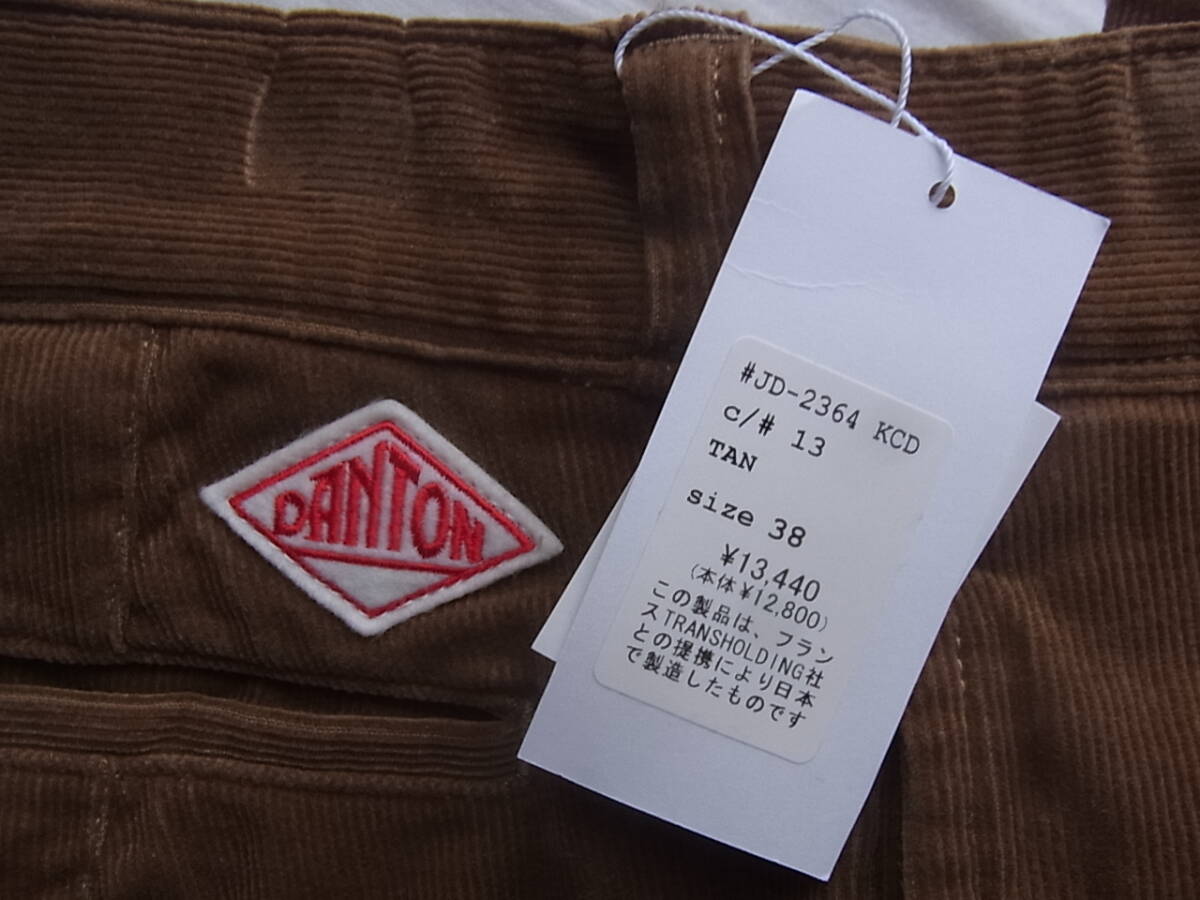 DANTON
#JD-2364 KCD
c/# 13
TAN
size 38
¥13,440
(本体¥12,800)
この製品は、フラン
スTRANSHOLDING社
との提携により日本
で製造したものです